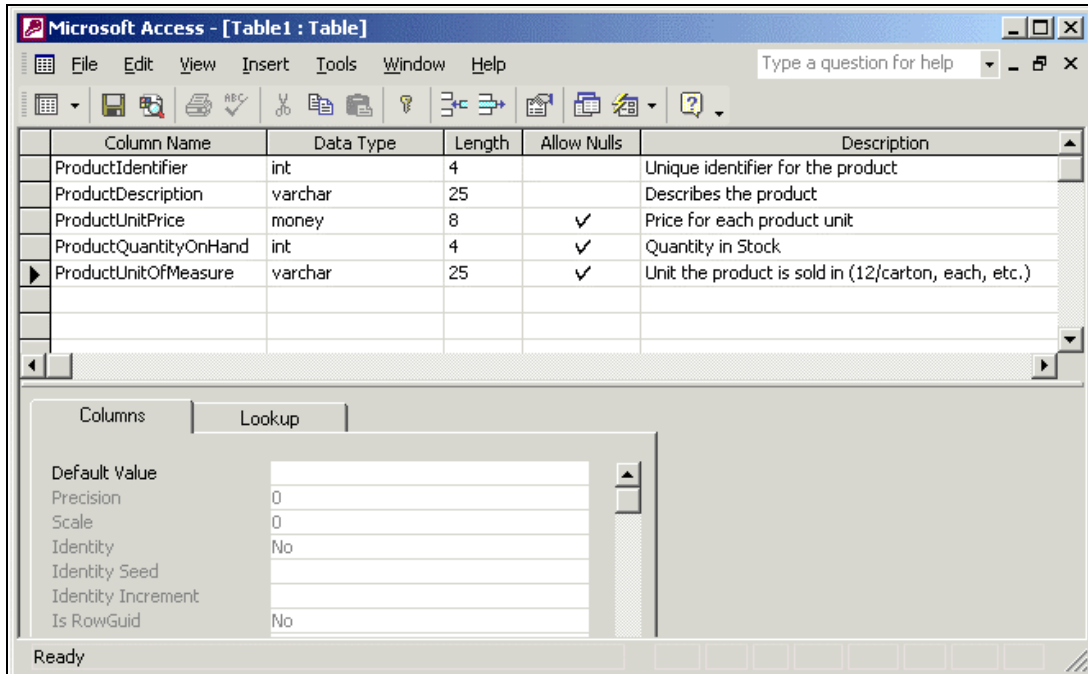 Microsoft Access - [Table1 : Table]
File Edit View Insert Tools Window Help Type a question for help
ABC
Column Name Data Type Length Allow Nulls Description
ProductIdentifier int 4 Unique identifier for the product
ProductDescription varchar 25 Describes the product
ProductUnitPrice money 8 ✓ Price for each product unit
ProductQuantityOnHand int 4 ✓ Quantity in Stock
ProductUnitOfMeasure varchar 25 ✓ Unit the product is sold in (12/carton, each, etc.)
Columns Lookup
Default Value
Precision 0
Scale 0
Identity No
Identity Seed
Identity Increment
Is RowGuid No
Ready